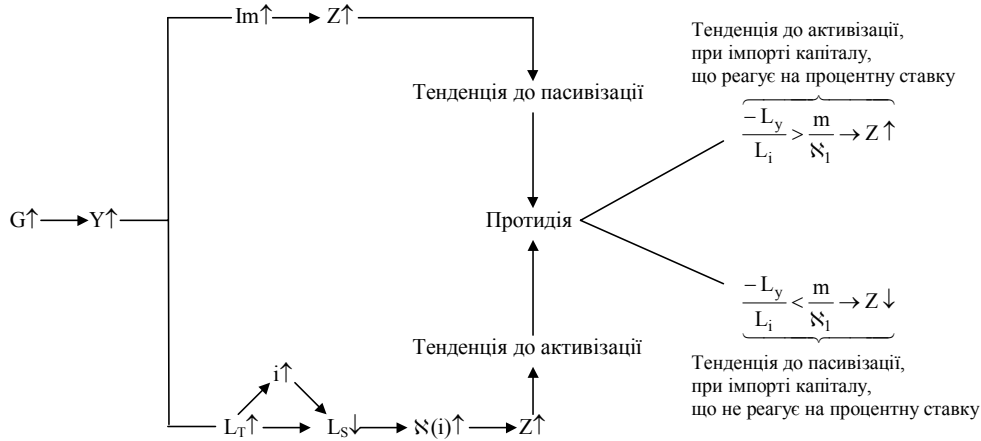 Im↑ → Z↑
Тенденція до активізації,
при імпорті капіталу,
що реагує на процентну ставку
Тенденція до пасивізації
−L_y / L_i > m / ℵ_1 → Z↑
G↑ → Y↑
Протидія
−L_y / L_i < m / ℵ_1 → Z↓
Тенденція до активізації
Тенденція до пасивізації,
при імпорті капіталу,
що не реагує на процентну ставку
i↑
L_T↑ → L_S↓ → ℵ(i)↑ → Z↑